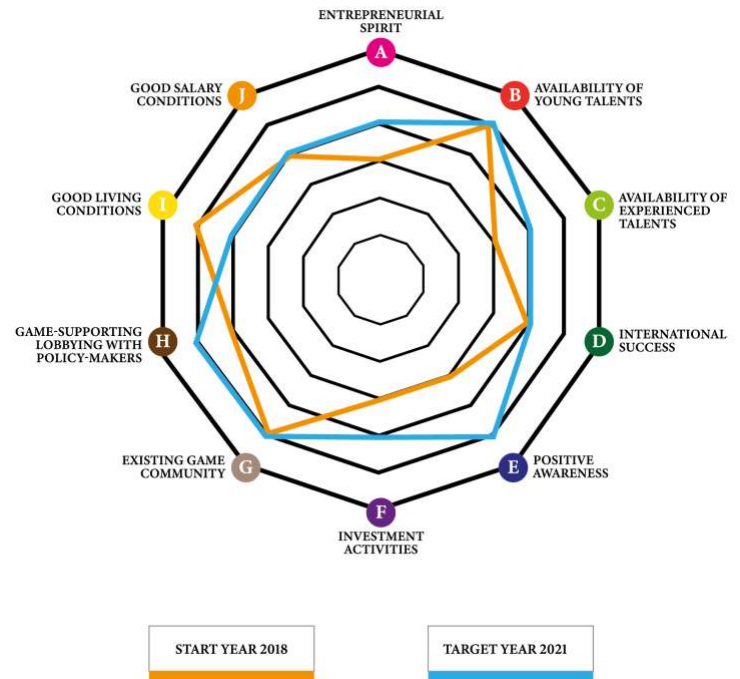 ENTREPRENEURIAL
SPIRIT
A
GOOD SALARY
CONDITIONS
J
B
AVAILABILITY OF
YOUNG TALENTS
GOOD LIVING
CONDITIONS
I
C
AVAILABILITY OF
EXPERIENCED
TALENTS
GAME-SUPPORTING
LOBBYING WITH
POLICY-MAKERS
H
D
INTERNATIONAL
SUCCESS
EXISTING GAME
COMMUNITY
G
E
POSITIVE
AWARENESS
F
INVESTMENT
ACTIVITIES
START YEAR 2018
TARGET YEAR 2021